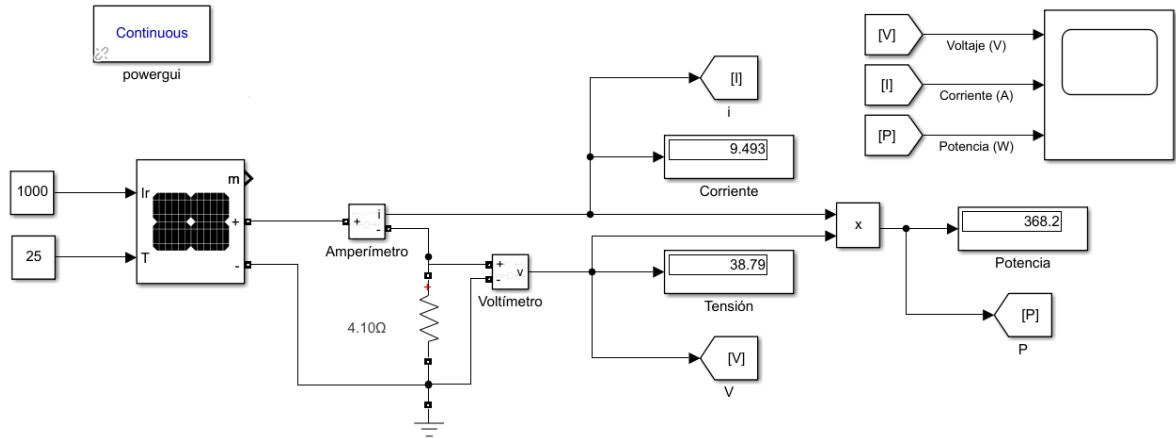 Continuous
powergui
[V]
Voltaje (V)
[I]
Corriente (A)
[P]
Potencia (W)
[I]
i
9.493
Corriente
1000
Ir
m
+
25
T
-
+
i
-
Amperímetro
x
368.2
Potencia
+
-
v
Voltímetro
38.79
Tensión
+
4.10Ω
[P]
P
[V]
V